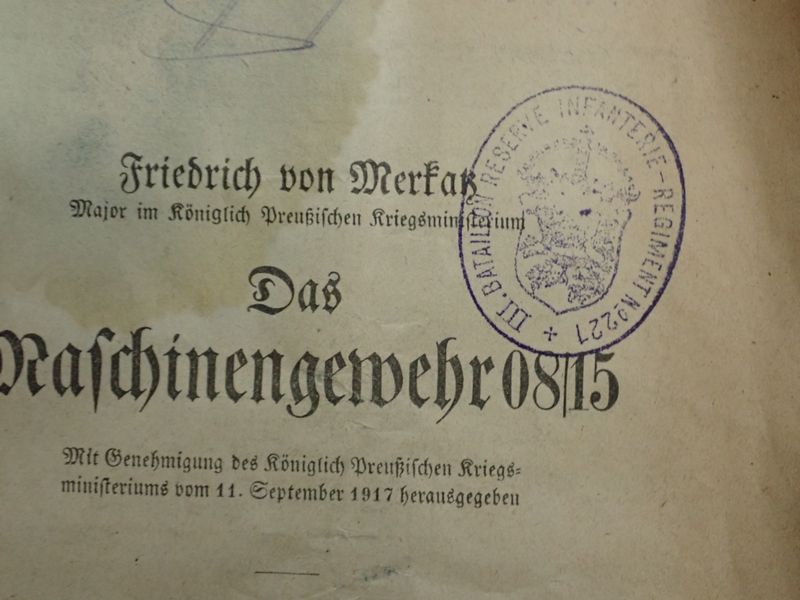 Friedrich von Merkatz
Major im Königlich Preußischen Kriegsministerium
III. BATAILLON RESERVE INFANTERIE-REGIMENT No 221
Das
Maschinengewehr 08/15
Mit Genehmigung des Königlich Preußischen Kriegs-
ministeriums vom 11. September 1917 herausgegeben